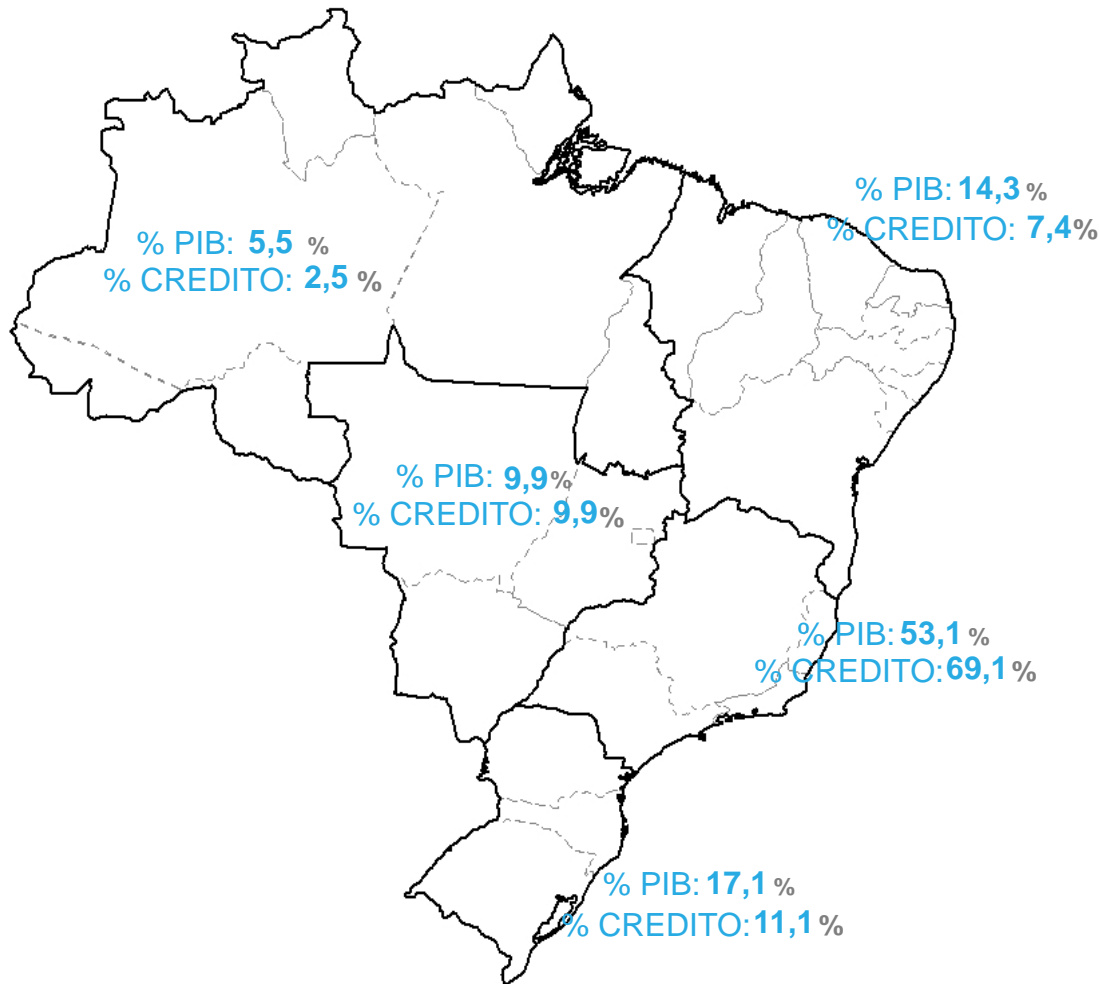 % PIB: 14,3 %
% CREDITO: 7,4%
% PIB: 5,5 %
% CREDITO: 2,5 %
% PIB: 9,9%
% CREDITO: 9,9%
% PIB: 53,1 %
% CREDITO: 69,1 %
% PIB: 17,1 %
% CREDITO: 11,1 %